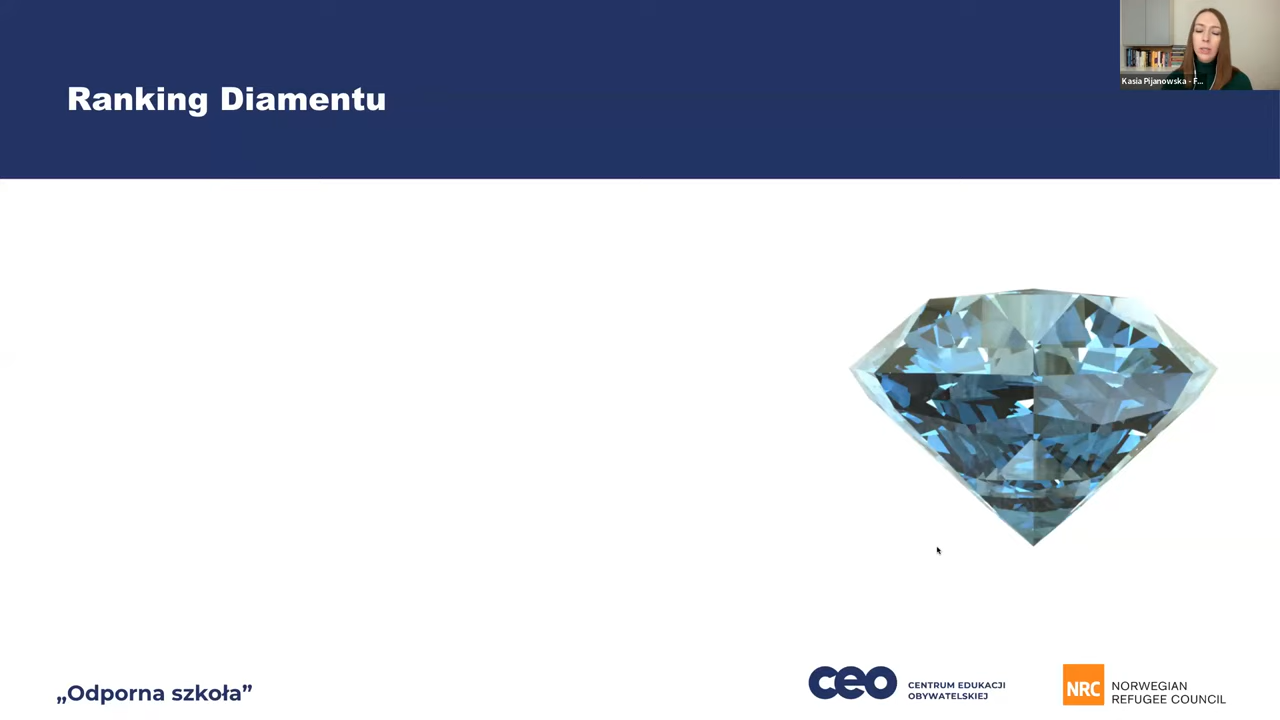 Ranking Diamentu
Kasia Pijanowska - F...
„Odporna szkoła”
ceo
CENTRUM EDUKACJI
OBYWATELSKIEJ
NRC
NORWEGIAN
REFUGEE COUNCIL